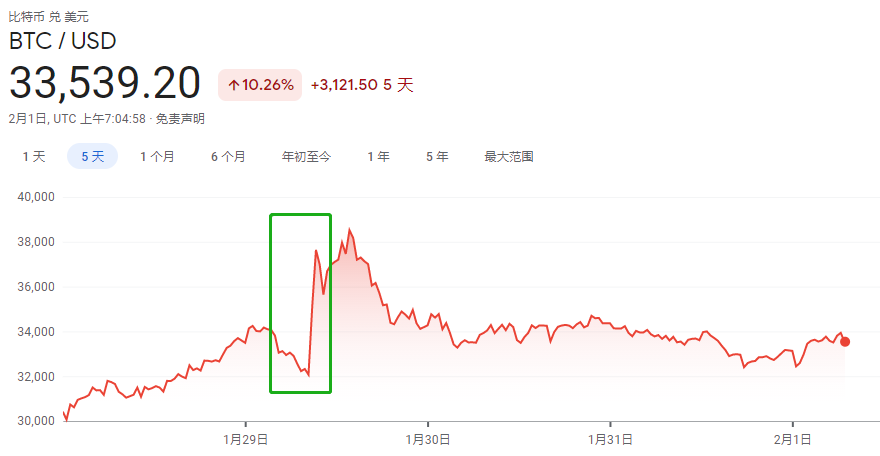 比特币 兑 美元
BTC / USD
33,539.20 ↑10.26% +3,121.50 5 天
2月1日, UTC 上午7:04:58 · 免责声明
1 天 5 天 1 个月 6 个月 年初至今 1 年 5 年 最大范围
40,000
38,000
36,000
34,000
32,000
30,000
1月29日 1月30日 1月31日 2月1日